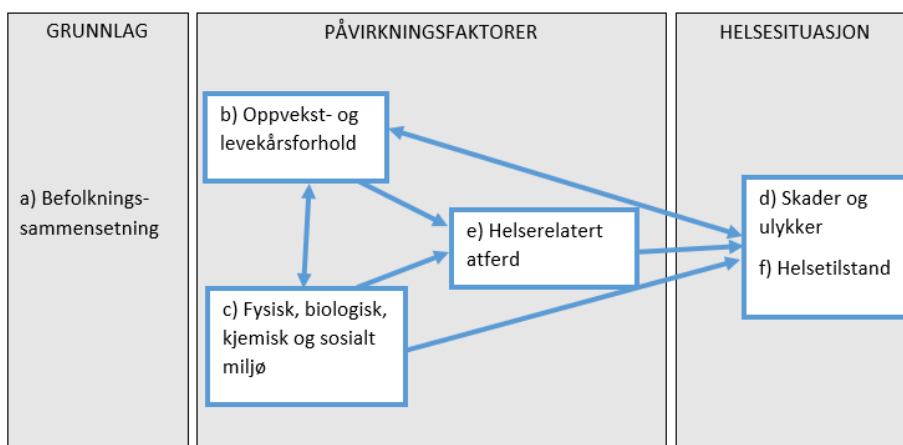 GRUNNLAG
a) Befolknings-
sammensetning
PÅVIRKNINGSFAKTORER
b) Oppvekst- og
levekårsforhold
e) Helserelatert
atferd
c) Fysisk, biologisk,
kjemisk og sosialt
miljø
HELSESITUASJON
d) Skader og
ulykker
f) Helsetilstand